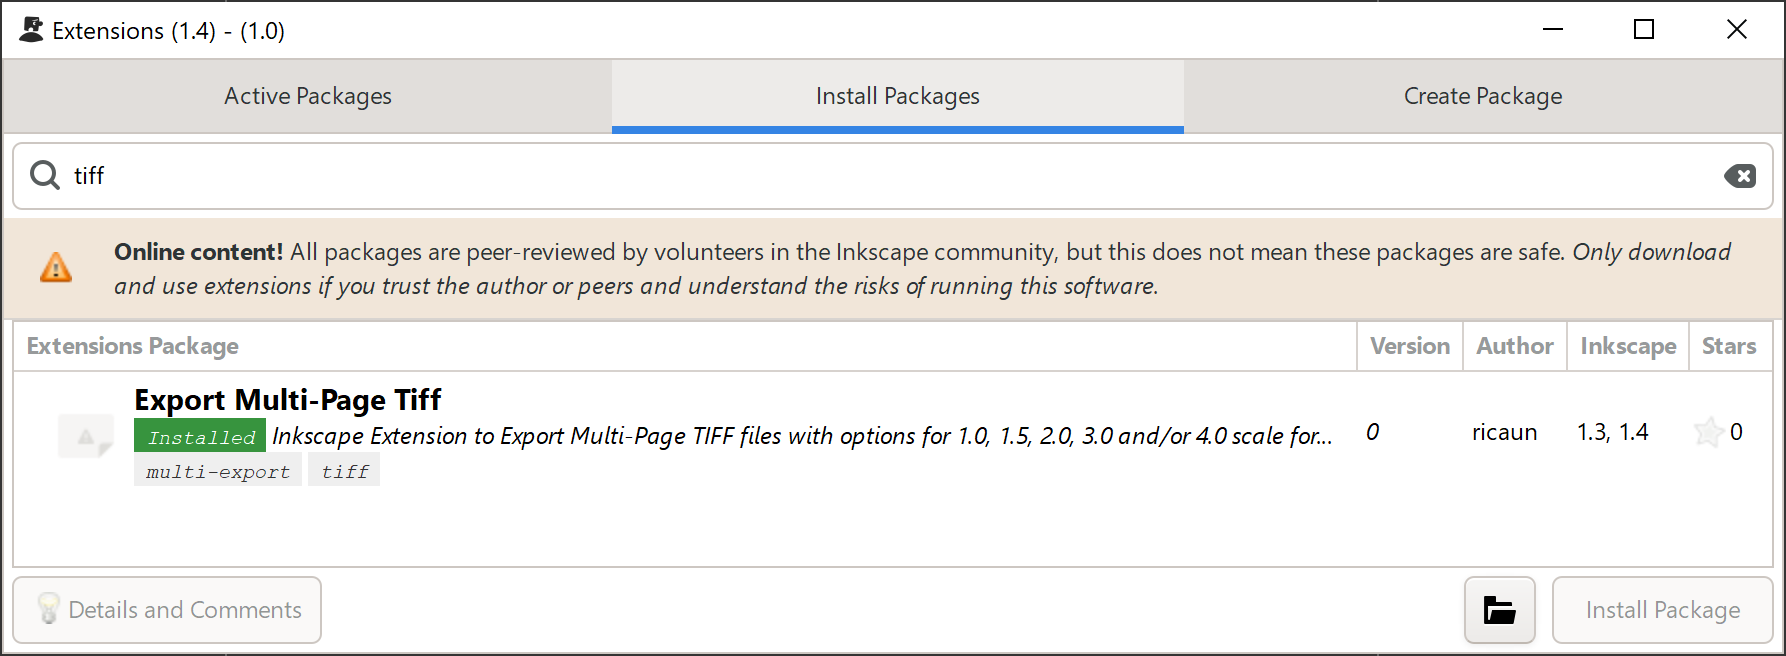 Extensions (1.4) - (1.0)
Active Packages
Install Packages
Create Package
tiff
Online content! All packages are peer-reviewed by volunteers in the Inkscape community, but this does not mean these packages are safe. Only download
and use extensions if you trust the author or peers and understand the risks of running this software.
Extensions Package
Version
Author
Inkscape
Stars
Export Multi-Page Tiff
Installed Inkscape Extension to Export Multi-Page TIFF files with options for 1.0, 1.5, 2.0, 3.0 and/or 4.0 scale for...
0
ricaun
1.3, 1.4
0
multi-export tiff
Details and Comments
Install Package